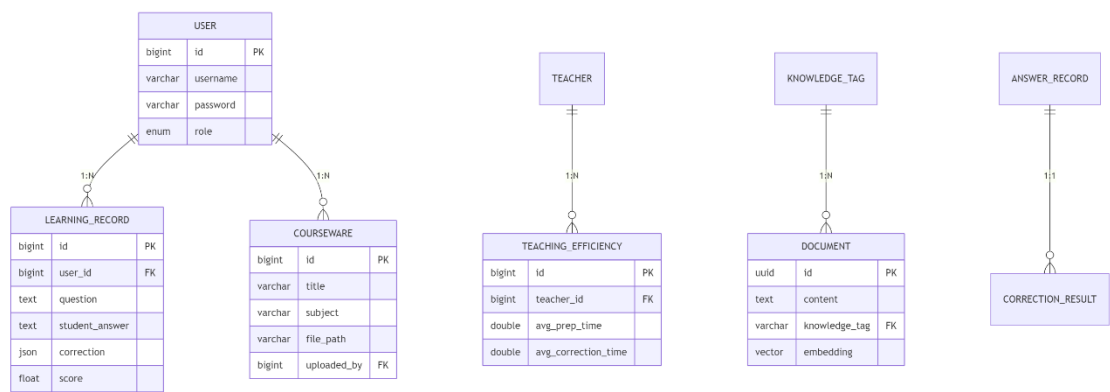 USER
bigint id PK
varchar username
varchar password
enum role
1:N
1:N
LEARNING_RECORD
bigint id PK
bigint user_id FK
text question
text student_answer
json correction
float score
COURSEWARE
bigint id PK
varchar title
varchar subject
varchar file_path
bigint uploaded_by FK
TEACHER
1:N
TEACHING_EFFICIENCY
bigint id PK
bigint teacher_id FK
double avg_prep_time
double avg_correction_time
KNOWLEDGE_TAG
1:N
DOCUMENT
uuid id PK
text content
varchar knowledge_tag FK
vector embedding
ANSWER_RECORD
1:1
CORRECTION_RESULT